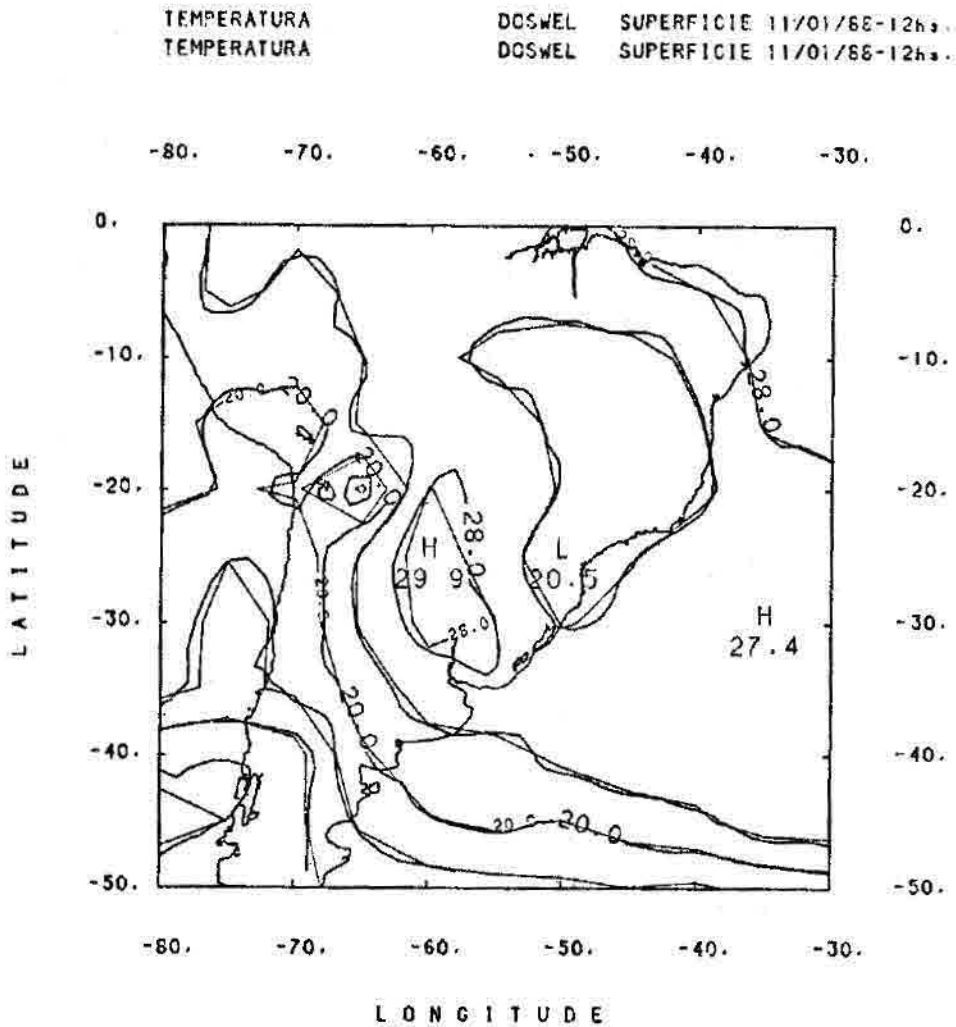 TEMPERATURA DOSWEL SUPERFICIE 11/01/88-12hs.
TEMPERATURA DOSWEL SUPERFICIE 11/01/88-12hs.
-80. -70. -60. -50. -40. -30.
0. 0.
-10. -10.
28.0
-20. -20.
28.0
H L
29.9 20.5
-30. -30.
28.0
H
27.4
20.0
-40. -40.
20.0 20.0
-50. -50.
-80. -70. -60. -50. -40. -30.
LATITUDE
LONGITUDE